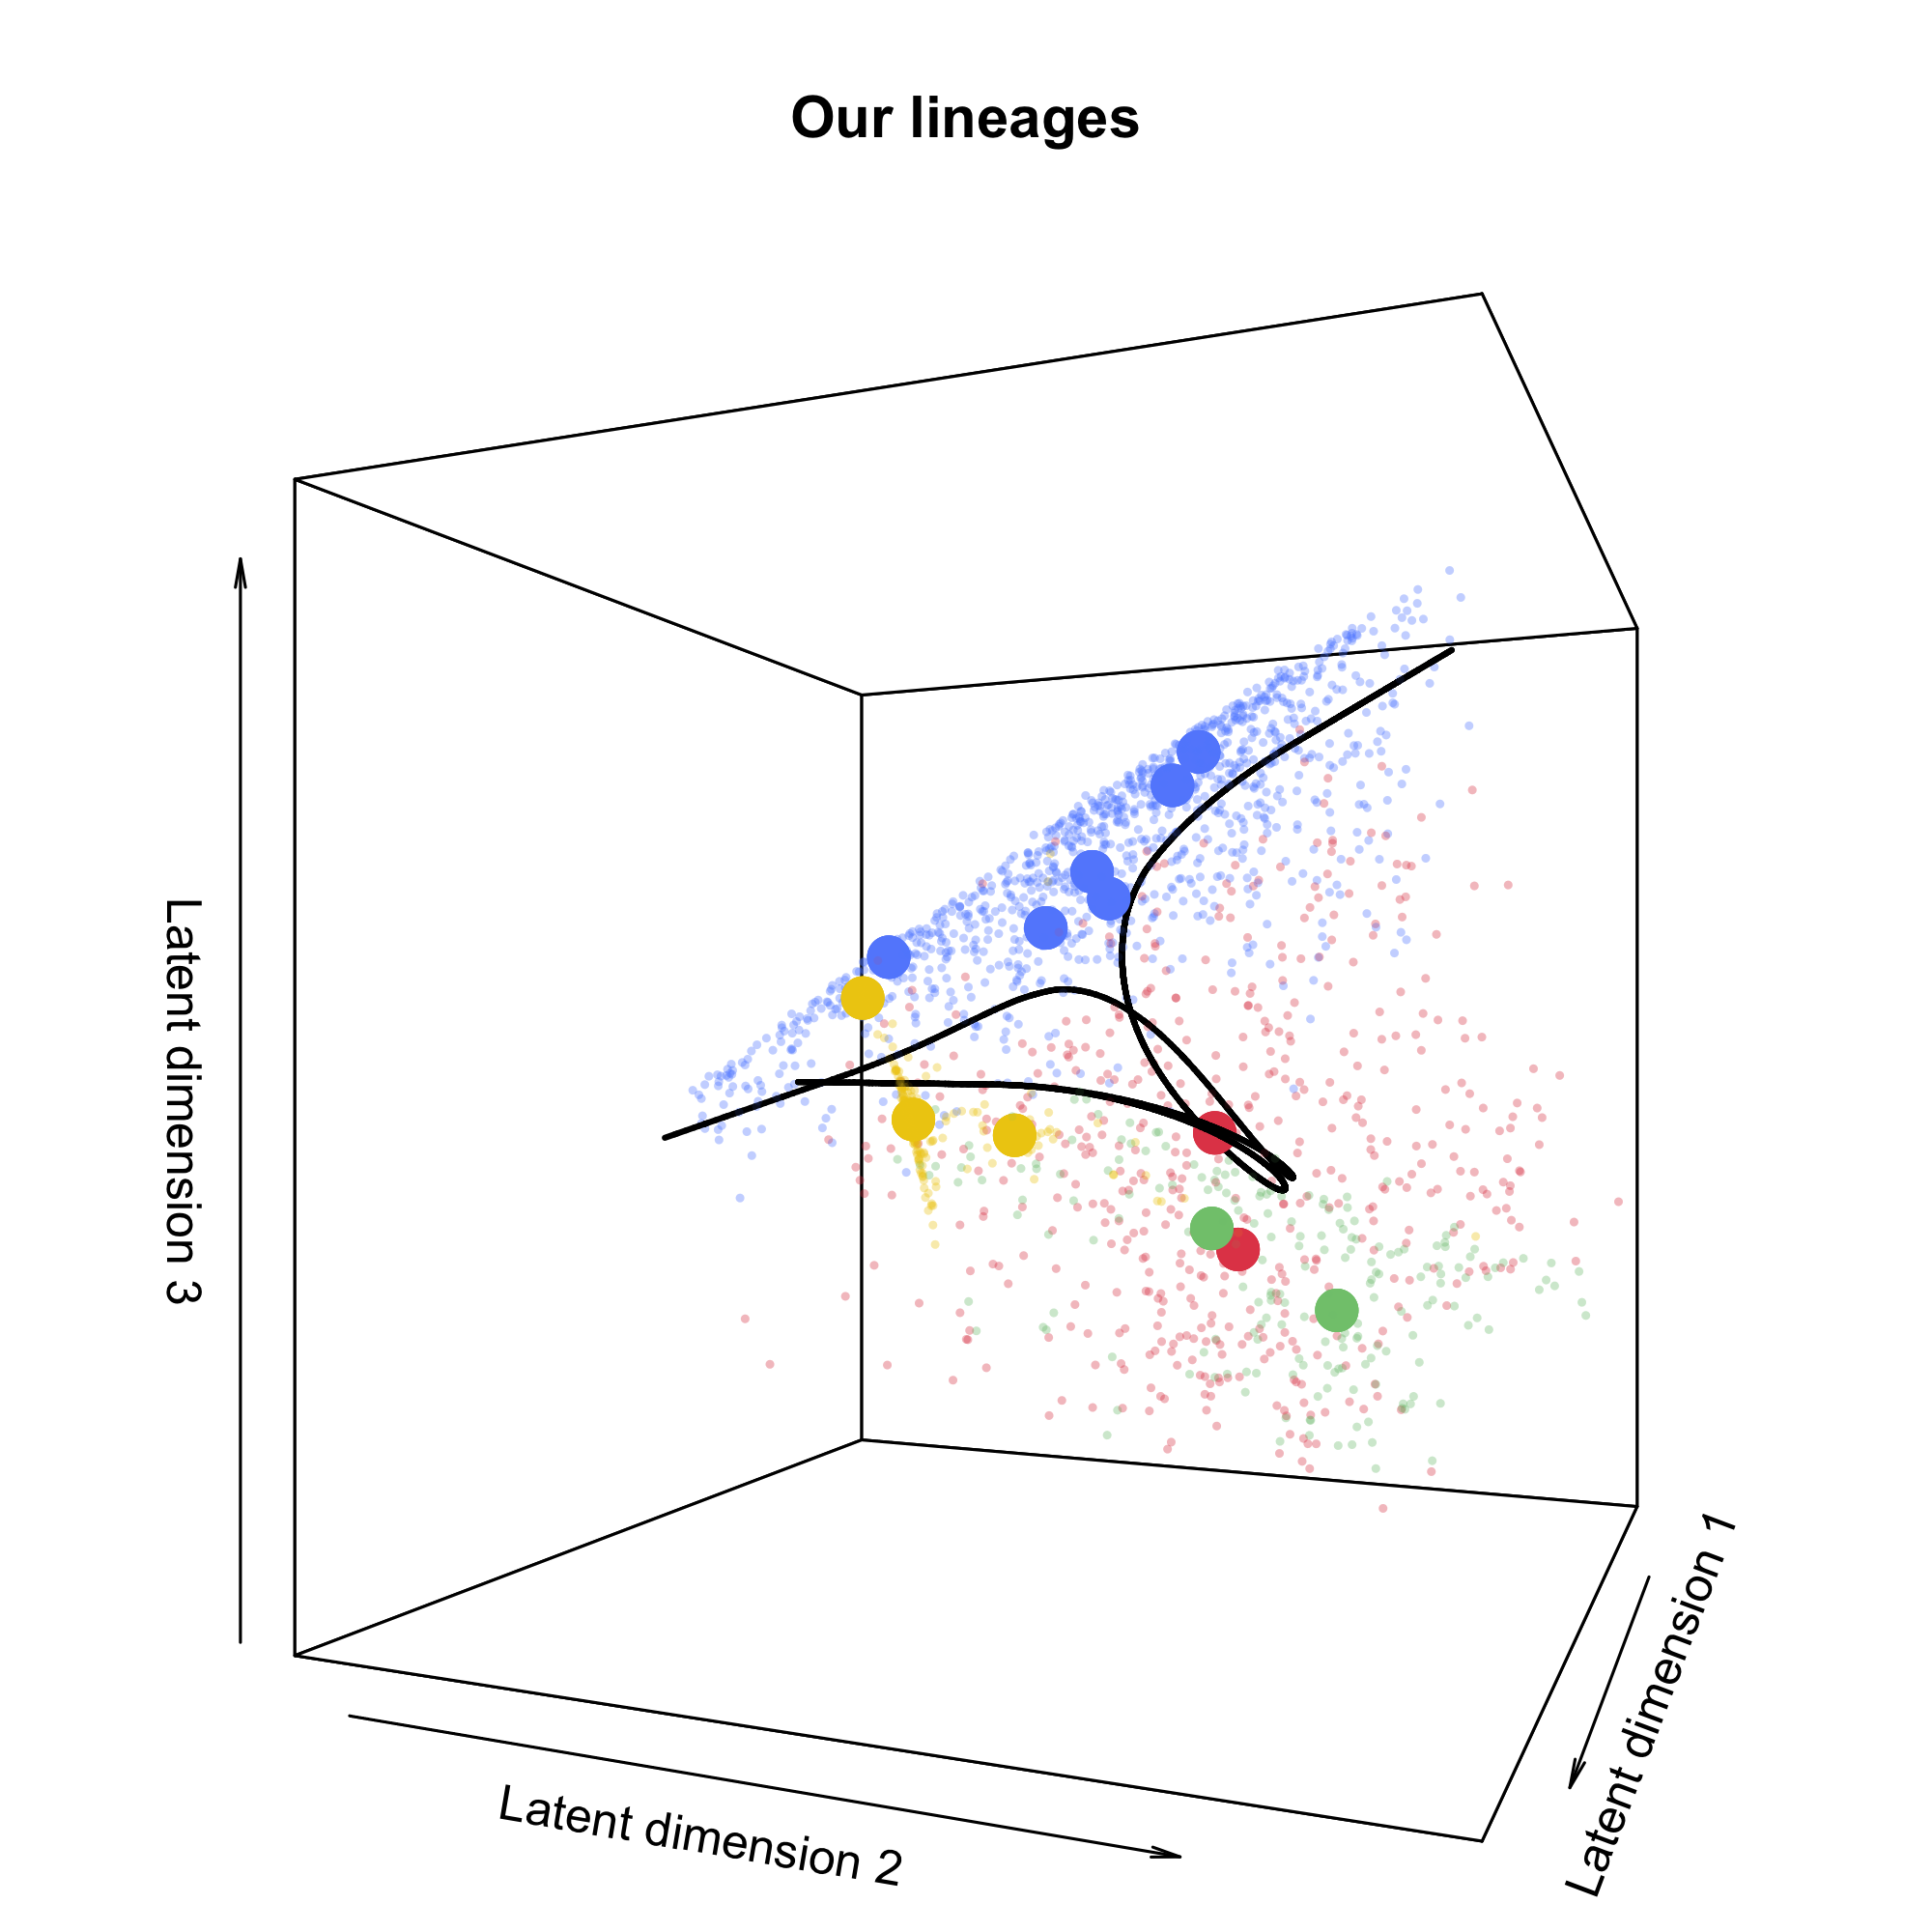 Our lineages
Latent dimension 3
Latent dimension 2
Latent dimension 1